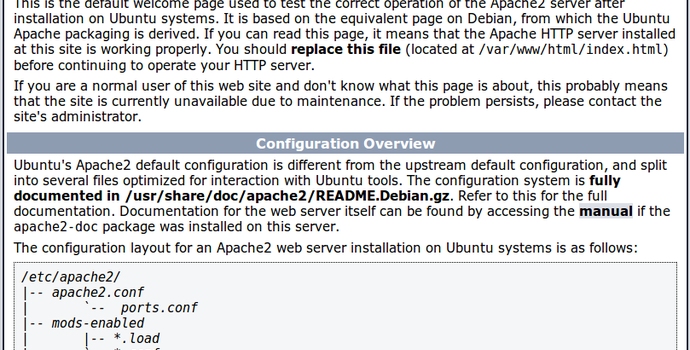 This is the default welcome page used to test the correct operation of the Apache2 server after
installation on Ubuntu systems. It is based on the equivalent page on Debian, from which the Ubuntu
Apache packaging is derived. If you can read this page, it means that the Apache HTTP server installed
at this site is working properly. You should replace this file (located at /var/www/html/index.html)
before continuing to operate your HTTP server.
If you are a normal user of this web site and don't know what this page is about, this probably means
that the site is currently unavailable due to maintenance. If the problem persists, please contact the
site's administrator.
Configuration Overview
Ubuntu's Apache2 default configuration is different from the upstream default configuration, and split
into several files optimized for interaction with Ubuntu tools. The configuration system is fully
documented in /usr/share/doc/apache2/README.Debian.gz. Refer to this for the full
documentation. Documentation for the web server itself can be found by accessing the manual if the
apache2-doc package was installed on this server.
The configuration layout for an Apache2 web server installation on Ubuntu systems is as follows:
/etc/apache2/
|-- apache2.conf
|       `--  ports.conf
|-- mods-enabled
|       |-- *.load